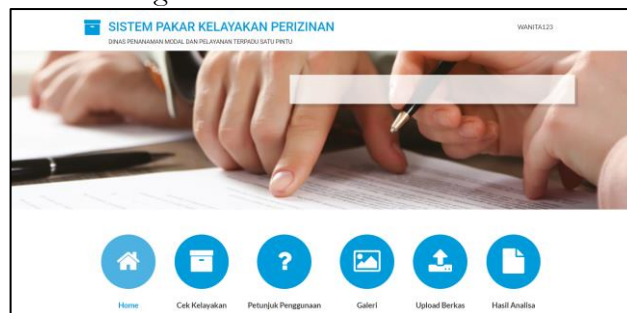 SISTEM PAKAR KELAYAKAN PERIZINAN
DINAS PENANAMAN MODAL DAN PELAYANAN TERPADU SATU PINTU
WANITA123
Home
Cek Kelayakan
Petunjuk Penggunaan
Galeri
Upload Berkas
Hasil Analisa